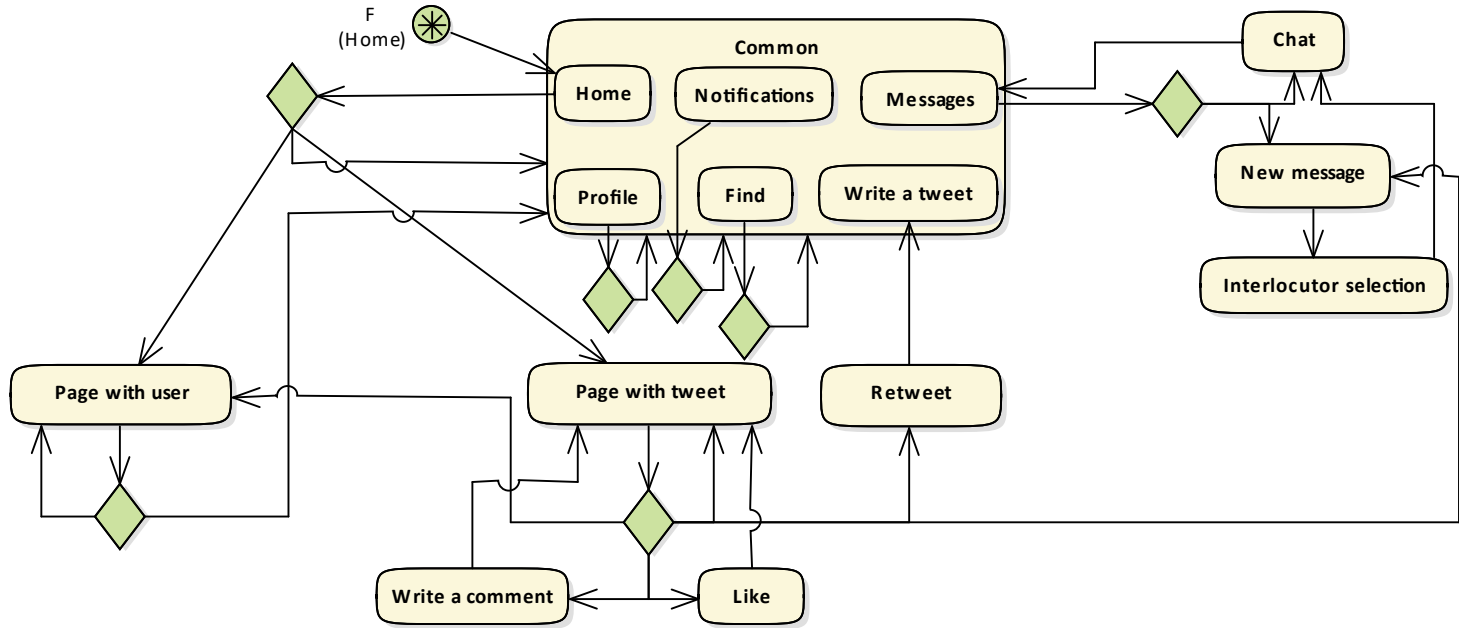 F
(Home)
Common
Chat
Home
Notifications
Messages
New message
Profile
Find
Write a tweet
Interlocutor selection
Page with user
Page with tweet
Retweet
Write a comment
Like